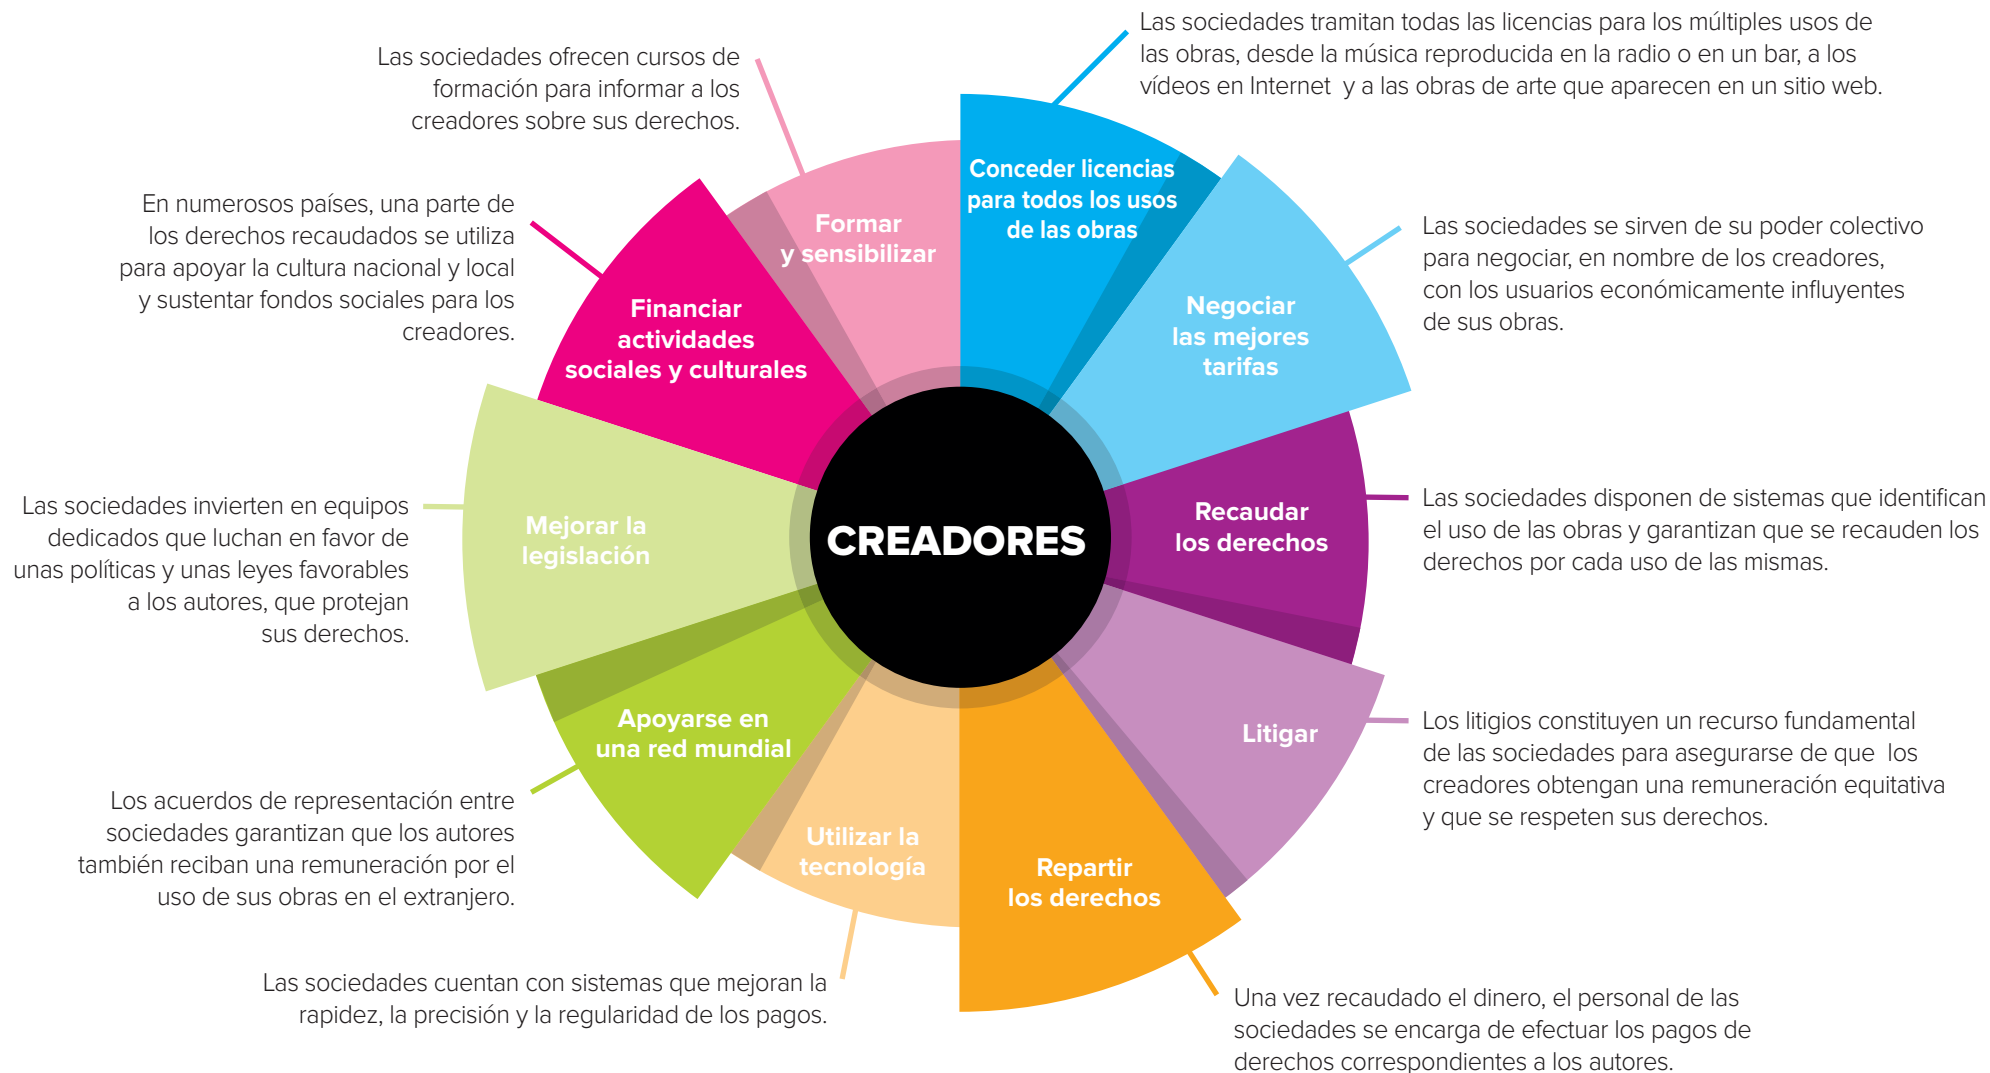 Las sociedades tramitan todas las licencias para los múltiples usos de
las obras, desde la música reproducida en la radio o en un bar, a los
vídeos en Internet y a las obras de arte que aparecen en un sitio web.
Conceder licencias
para todos los usos
de las obras
Las sociedades se sirven de su poder colectivo
para negociar, en nombre de los creadores,
con los usuarios económicamente influyentes
de sus obras.
Negociar
las mejores
tarifas
Las sociedades disponen de sistemas que identifican
el uso de las obras y garantizan que se recauden los
derechos por cada uso de las mismas.
Recaudar
los derechos
Los litigios constituyen un recurso fundamental
de las sociedades para asegurarse de que los
creadores obtengan una remuneración equitativa
y que se respeten sus derechos.
Litigar
Una vez recaudado el dinero, el personal de las
sociedades se encarga de efectuar los pagos de
derechos correspondientes a los autores.
Repartir
los derechos
Las sociedades cuentan con sistemas que mejoran la
rapidez, la precisión y la regularidad de los pagos.
Utilizar la
tecnología
Los acuerdos de representación entre
sociedades garantizan que los autores
también reciban una remuneración por el
uso de sus obras en el extranjero.
Apoyarse en
una red mundial
Las sociedades invierten en equipos
dedicados que luchan en favor de
unas políticas y unas leyes favorables
a los autores, que protejan
sus derechos.
Mejorar la
legislación
En numerosos países, una parte de
los derechos recaudados se utiliza
para apoyar la cultura nacional y local
y sustentar fondos sociales para los
creadores.
Financiar
actividades
sociales y culturales
Las sociedades ofrecen cursos de
formación para informar a los
creadores sobre sus derechos.
Formar
y sensibilizar
CREADORES